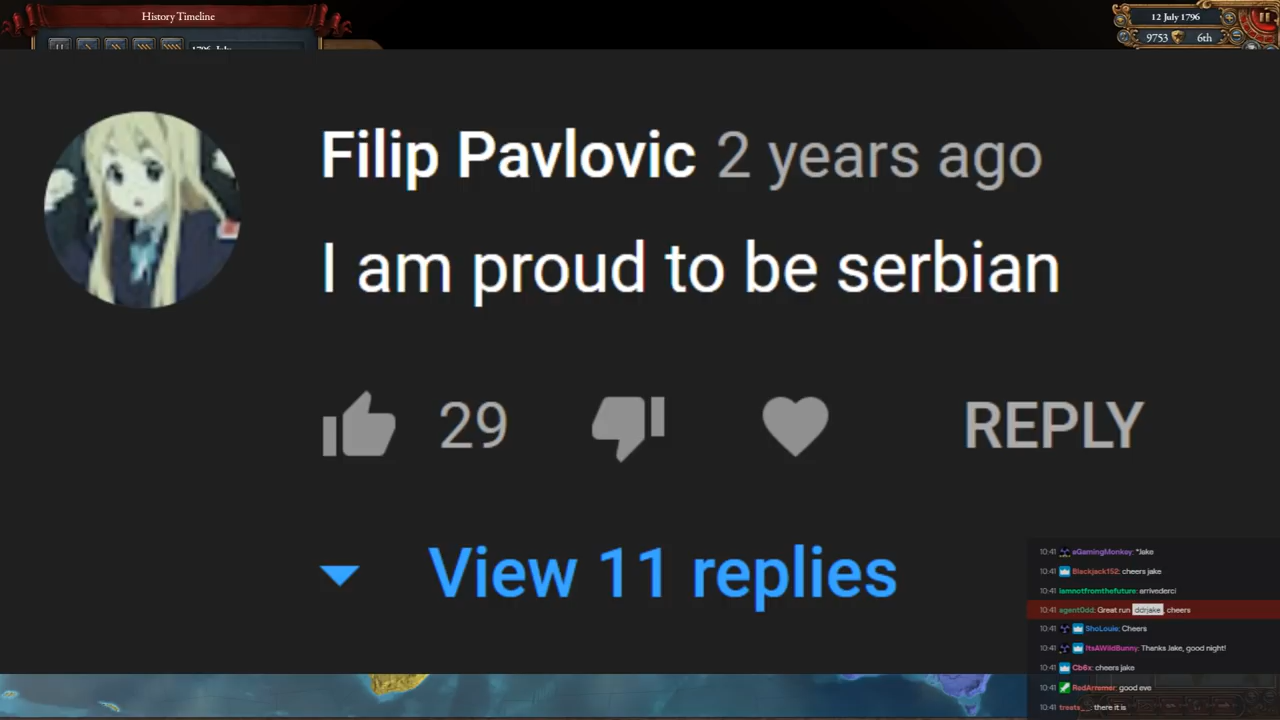 History Timeline
12 July 1796
9753 6th
Filip Pavlovic 2 years ago
I am proud to be serbian
29
REPLY
View 11 replies
10:41 aGamingMonkey: *Jake
10:41 Blackjack152: cheers jake
10:41 Iamnotfromthefuture: arrivederci
10:41 agent0dd: Great run ddrjake, cheers
10:41 ShoLouie: Cheers
10:41 ItsAWildBunny: Thanks Jake, good night!
10:41 Cb8x: cheers jake
10:41 RedArremer: good eve
10:41 treats__: there it is